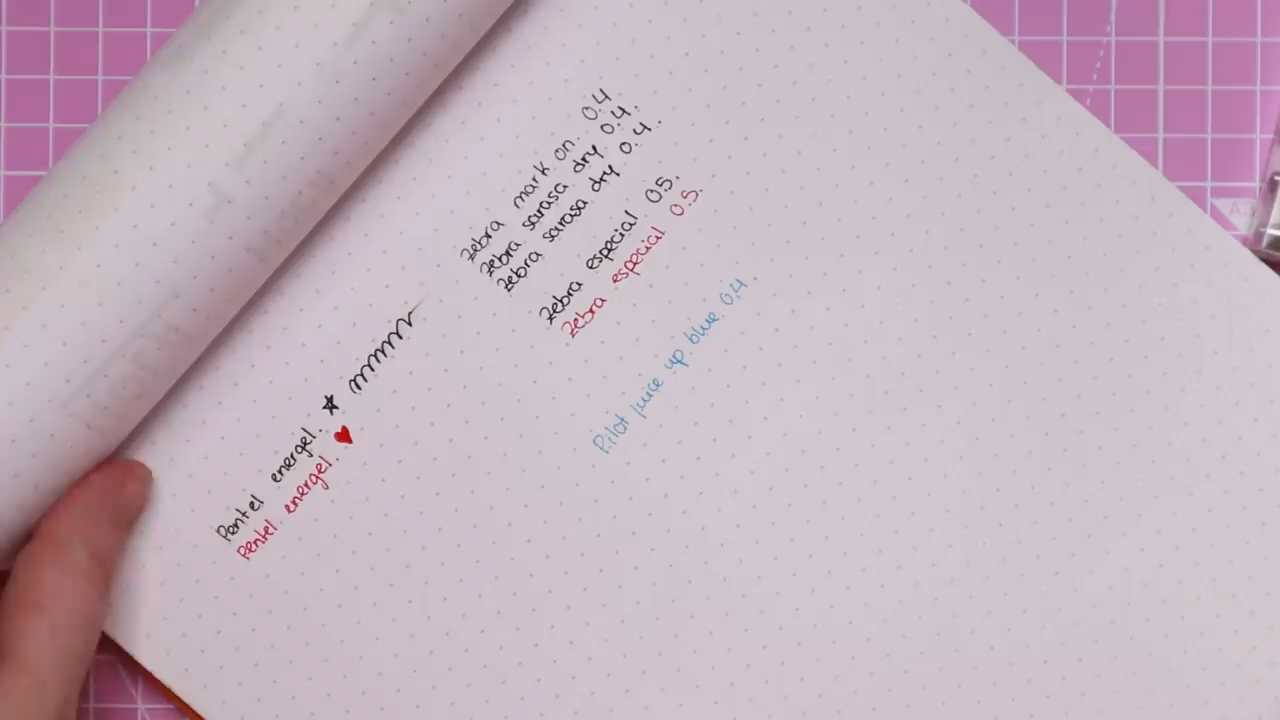 zebra mark on. 0.4
zebra sarasa dry 0.4.
zebra sarasa dry 0.4.
zebra especial 0.5.
zebra especial 0.5.
Pentel energel.
Pentel energel.
Pilot juice up blue 0.4.